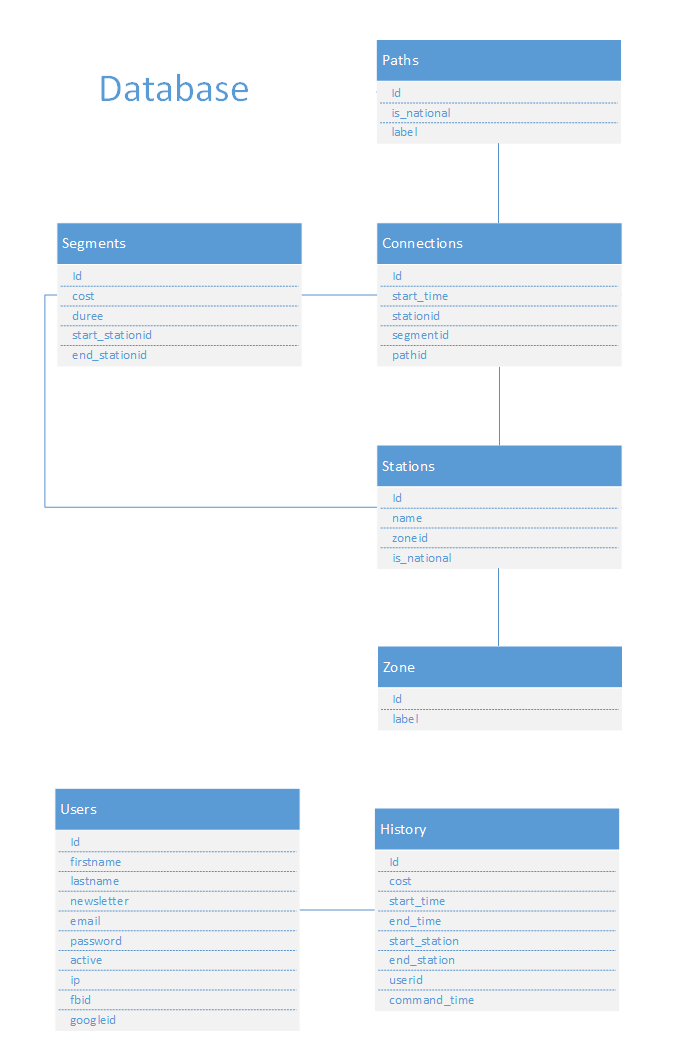 Database
Paths
Id
is_national
label
Segments
Id
cost
duree
start_stationid
end_stationid
Connections
Id
start_time
stationid
segmentid
pathid
Stations
Id
name
zoneid
is_national
Zone
Id
label
Users
Id
firstname
lastname
newsletter
email
password
active
ip
fbid
googleid
History
Id
cost
start_time
end_time
start_station
end_station
userid
command_time